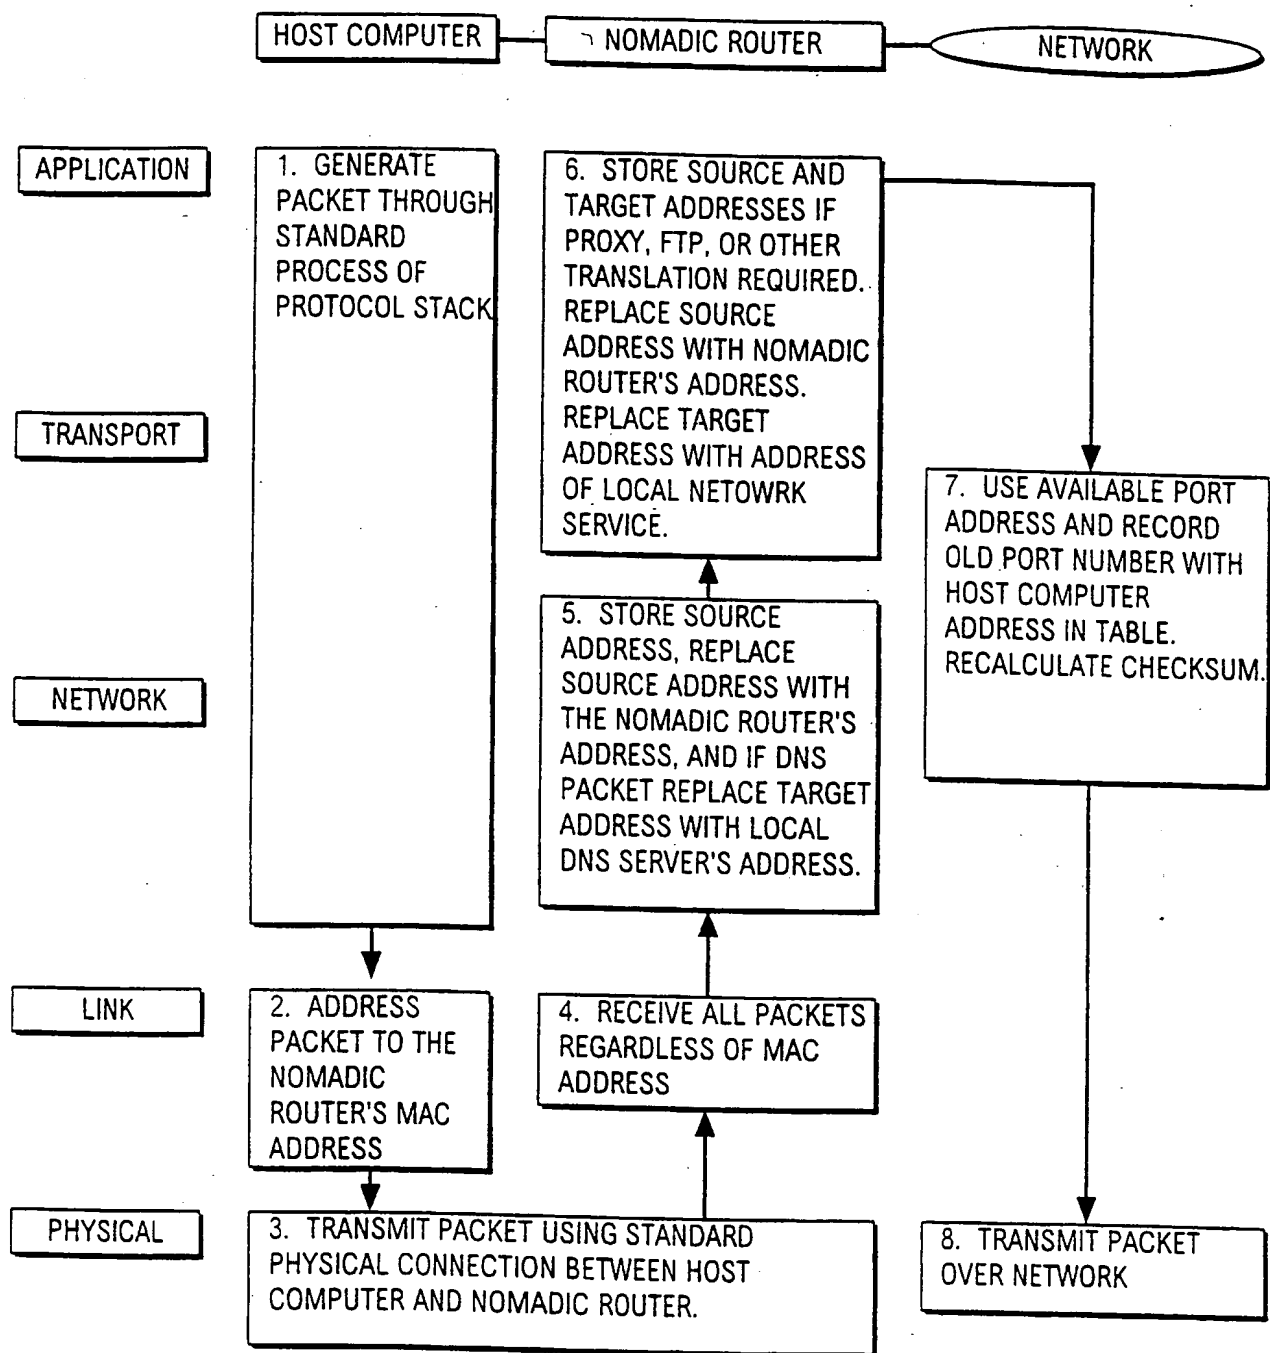 HOST COMPUTER
NOMADIC ROUTER
NETWORK
APPLICATION
TRANSPORT
NETWORK
LINK
PHYSICAL
1. GENERATE
PACKET THROUGH
STANDARD
PROCESS OF
PROTOCOL STACK
2. ADDRESS
PACKET TO THE
NOMADIC
ROUTER'S MAC
ADDRESS
3. TRANSMIT PACKET USING STANDARD
PHYSICAL CONNECTION BETWEEN HOST
COMPUTER AND NOMADIC ROUTER.
4. RECEIVE ALL PACKETS
REGARDLESS OF MAC
ADDRESS
5. STORE SOURCE
ADDRESS, REPLACE
SOURCE ADDRESS WITH
THE NOMADIC ROUTER'S
ADDRESS, AND IF DNS
PACKET REPLACE TARGET
ADDRESS WITH LOCAL
DNS SERVER'S ADDRESS.
6. STORE SOURCE AND
TARGET ADDRESSES IF
PROXY, FTP, OR OTHER
TRANSLATION REQUIRED.
REPLACE SOURCE
ADDRESS WITH NOMADIC
ROUTER'S ADDRESS.
REPLACE TARGET
ADDRESS WITH ADDRESS
OF LOCAL NETOWRK
SERVICE.
7. USE AVAILABLE PORT
ADDRESS AND RECORD
OLD PORT NUMBER WITH
HOST COMPUTER
ADDRESS IN TABLE.
RECALCULATE CHECKSUM.
8. TRANSMIT PACKET
OVER NETWORK